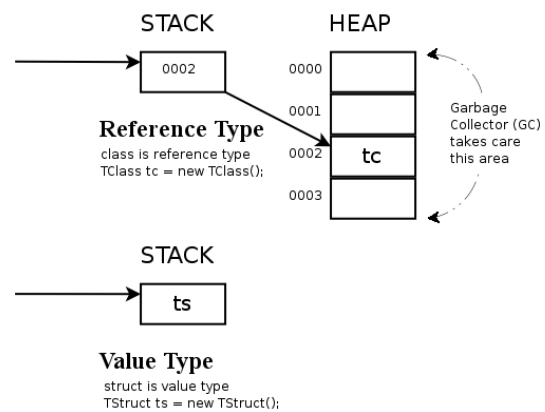 STACK
HEAP
0002
0000
0001
0002
tc
0003
Garbage
Collector (GC)
takes care
this area
Reference Type
class is reference type
TClass tc = new TClass();
STACK
ts
Value Type
struct is value type
TStruct ts = new TStruct();